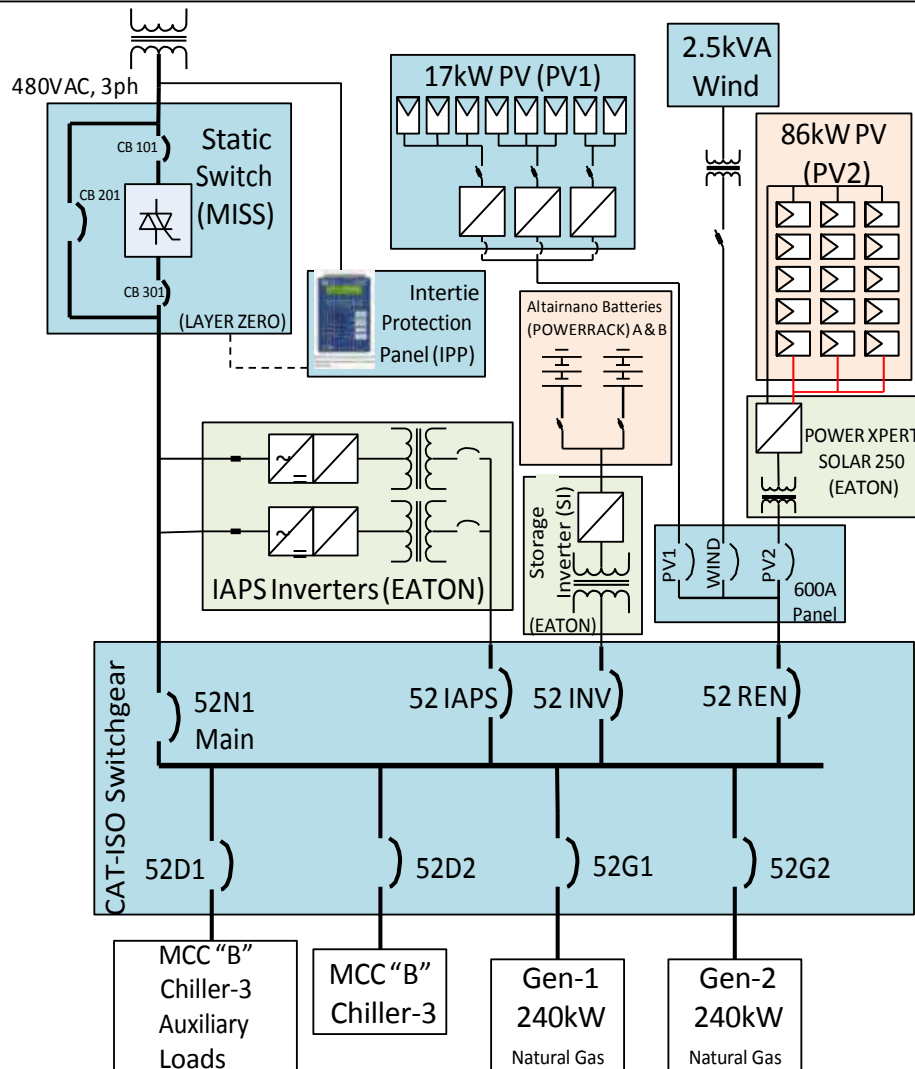 480VAC, 3ph
CB 101
CB 201
CB 301
Static
Switch
(MISS)
(LAYER ZERO)
Intertie
Protection
Panel (IPP)
17kW PV (PV1)
2.5kVA
Wind
86kW PV
(PV2)
Altairnano Batteries
(POWERRACK) A & B
POWER XPERT
SOLAR 250
(EATON)
IAPS Inverters (EATON)
Storage
Inverter (SI)
(EATON)
PV1
WIND
PV2
600A
Panel
CAT-ISO Switchgear
52N1
Main
52 IAPS
52 INV
52 REN
52D1
52D2
52G1
52G2
MCC “B”
Chiller-3
Auxiliary
Loads
MCC “B”
Chiller-3
Gen-1
240kW
Natural Gas
Gen-2
240kW
Natural Gas